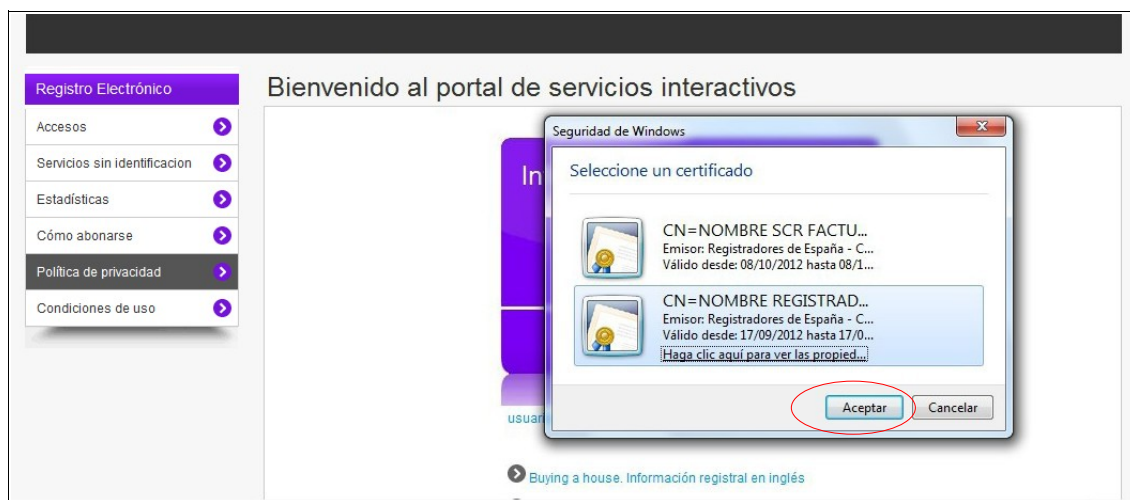 Bienvenido al portal de servicios interactivos
Registro Electrónico
Accesos
Servicios sin identificacion
Estadísticas
Cómo abonarse
Política de privacidad
Condiciones de uso
In
Seguridad de Windows
Seleccione un certificado
CN=NOMBRE SCR FACTU...
Emisor: Registradores de España - C...
Válido desde: 08/10/2012 hasta 08/1...
CN=NOMBRE REGISTRAD...
Emisor: Registradores de España - C...
Válido desde: 17/09/2012 hasta 17/0...
Haga clic aquí para ver las propied...
Aceptar
Cancelar
usuari
Buying a house. Información registral en inglés